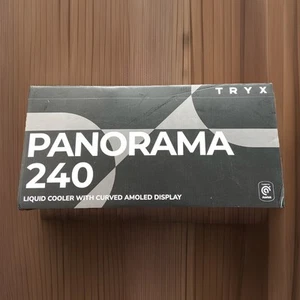 TRYX
PANORAMA
240
LIQUID COOLER WITH CURVED AMOLED DISPLAY